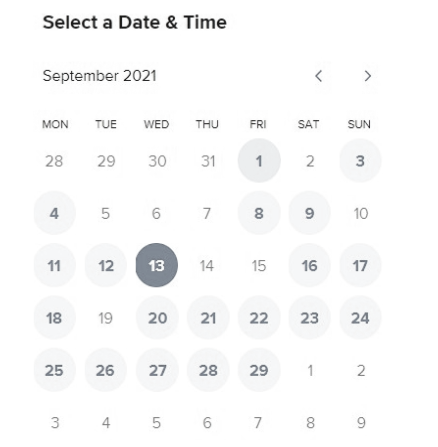 Select a Date & Time
September 2021
MON TUE WED THU FRI SAT SUN
28 29 30 31 1 2 3
4 5 6 7 8 9 10
11 12 13 14 15 16 17
18 19 20 21 22 23 24
25 26 27 28 29 1 2
3 4 5 6 7 8 9